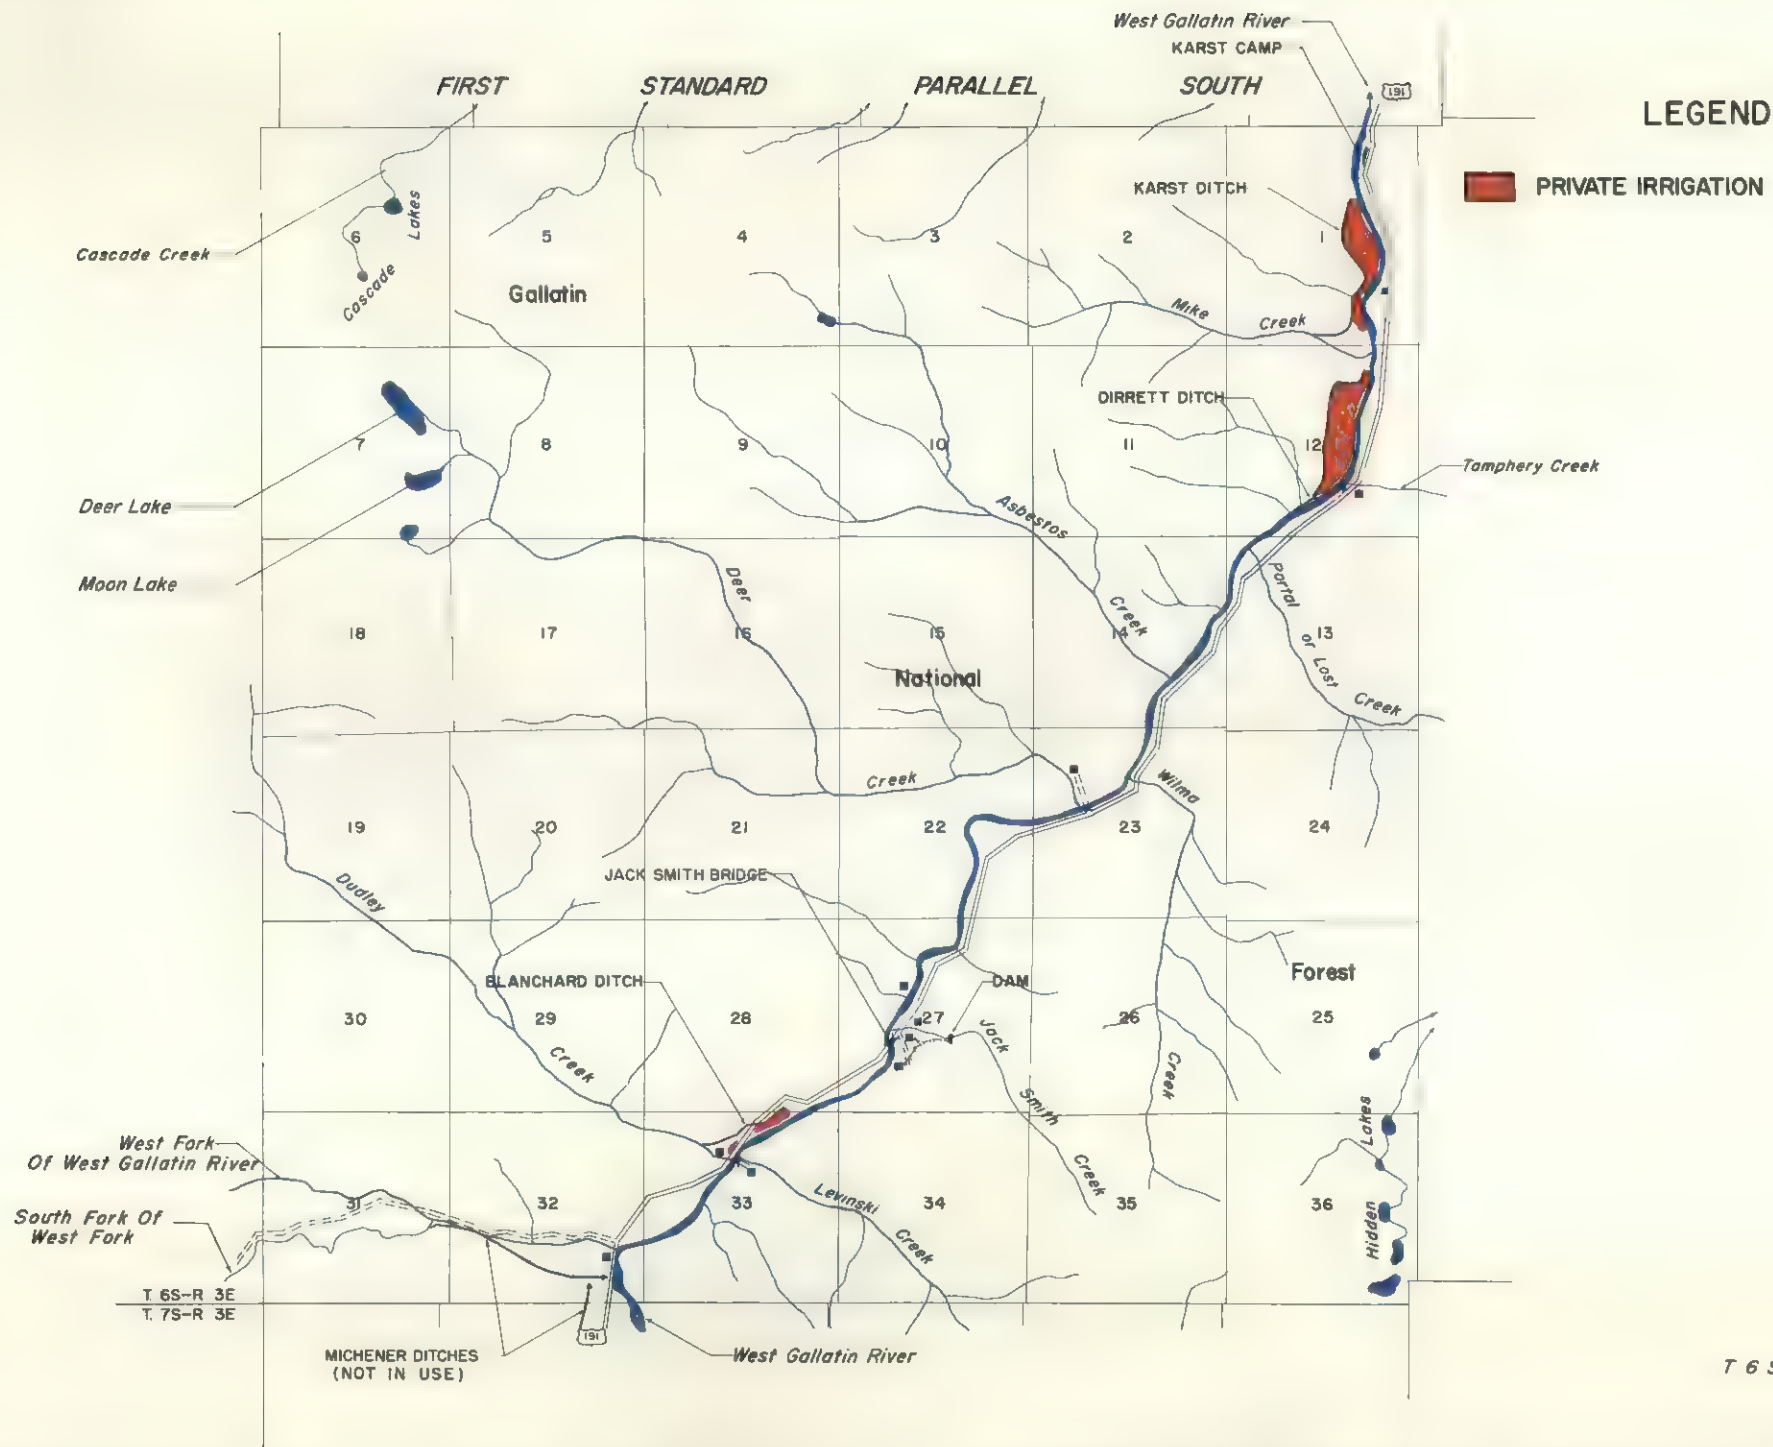 West Gallatin River
KARST CAMP
FIRST STANDARD PARALLEL SOUTH
191
LEGEND
PRIVATE IRRIGATION
KARST DITCH
Lakes
6 5 4 3 2 1
Cascade Creek
Cascade
Gallatin
Mike Creek
DIRRETT DITCH
7 8 9 10 11 12
Tamphery Creek
Deer Lake
Asbestos Creek
Moon Lake
Deer
Portal or Lost Creek
18 17 16 15 14 13
National
Creek
Wilma
19 20 21 22 23 24
JACK SMITH BRIDGE
Dudley
BLANCHARD DITCH
DAM
Forest
30 29 28 27 26 25
Creek
Jack Smith Creek
Creek
Lakes
West Fork
Of West Gallatin River
31 32 33 34 35 36
Levinski Creek
Hidden
South Fork Of
West Fork
T. 6S-R 3E
T. 7S-R 3E
191
MICHENER DITCHES
(NOT IN USE)
West Gallatin River
T 6 S